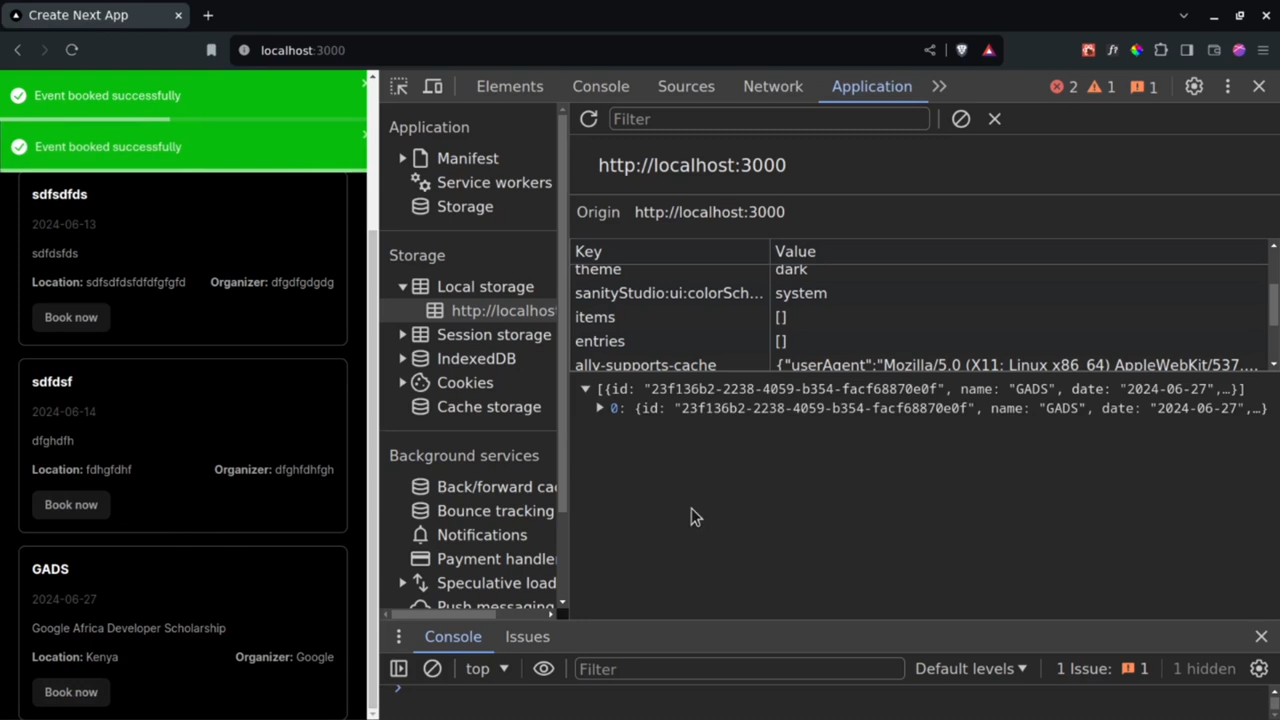 Create Next App
localhost:3000
Event booked successfully
Event booked successfully
sdfsdfds
2024-06-13
sdfdsfds
Location: sdfsdfdsfdfdfgfgfd Organizer: dfgdfgdgdg
Book now
sdfdsf
2024-06-14
dfghdfh
Location: fdhgfdhf Organizer: dfghfdhfgh
Book now
GADS
2024-06-27
Google Africa Developer Scholarship
Location: Kenya Organizer: Google
Book now
Elements Console Sources Network Application 2 1 1
Application
Manifest
Service workers
Storage
Storage
Local storage
http://localhos
Session storage
IndexedDB
Cookies
Cache storage
Background services
Back/forward ca
Bounce tracking
Notifications
Payment handle
Speculative load
Push messaging
Filter
http://localhost:3000
Origin http://localhost:3000
Key Value
theme dark
sanityStudio:ui:colorSch... system
items []
entries []
ally-supports-cache {"userAgent":"Mozilla/5.0 (X11; Linux x86_64) AppleWebKit/537....
[{id: "23f136b2-2238-4059-b354-facf68870e0f", name: "GADS", date: "2024-06-27",…}]
0: {id: "23f136b2-2238-4059-b354-facf68870e0f", name: "GADS", date: "2024-06-27",…}
Console Issues
top Filter Default levels 1 Issue: 1 1 hidden